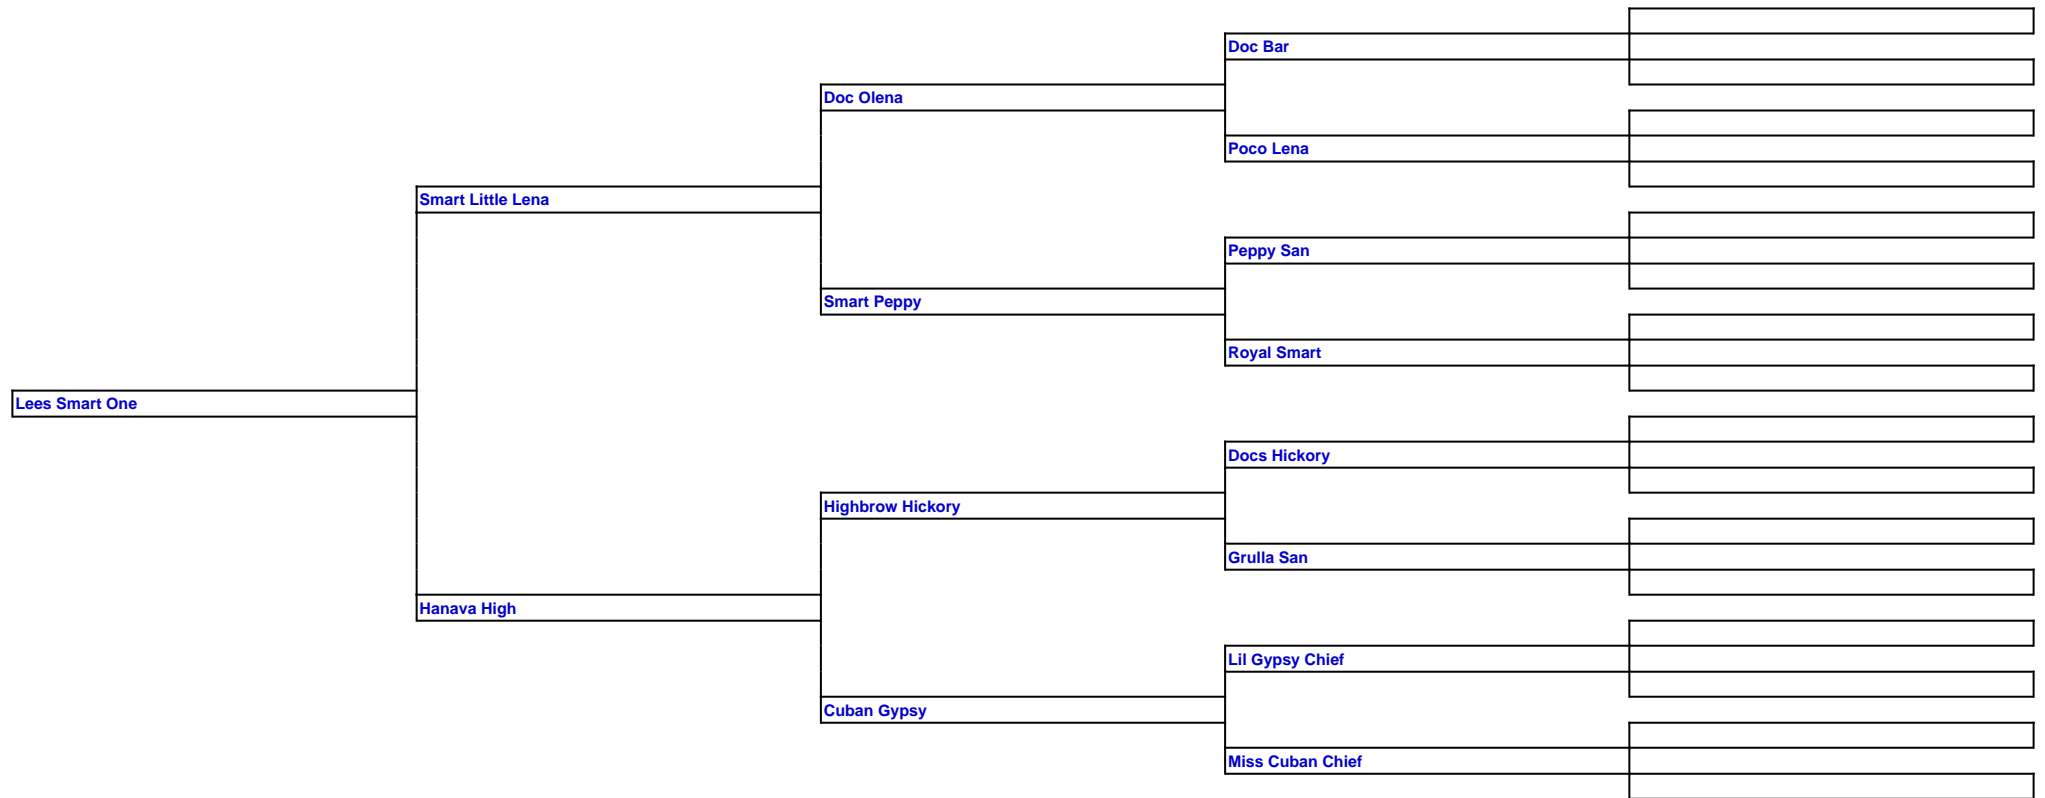 Doc Bar
Doc Olena
Poco Lena
Smart Little Lena
Peppy San
Smart Peppy
Royal Smart
Lees Smart One
Docs Hickory
Highbrow Hickory
Grulla San
Hanava High
Lil Gypsy Chief
Cuban Gypsy
Miss Cuban Chief